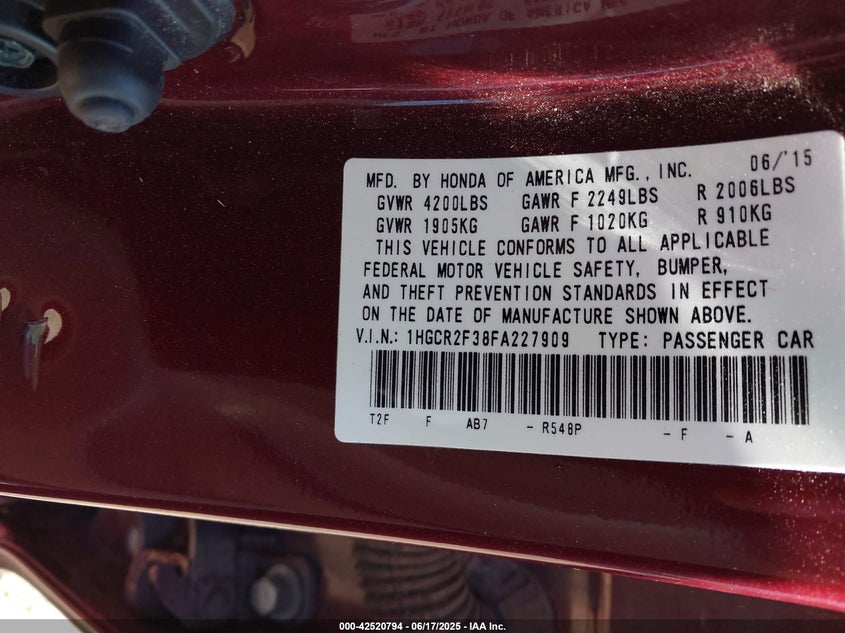 MFD. BY HONDA OF AMERICA MFG., INC. 06/'15
GVWR 4200LBS GAWR F 2249LBS R 2006LBS
GVWR 1905KG GAWR F 1020KG R 910KG
THIS VEHICLE CONFORMS TO ALL APPLICABLE
FEDERAL MOTOR VEHICLE SAFETY, BUMPER,
AND THEFT PREVENTION STANDARDS IN EFFECT
ON THE DATE OF MANUFACTURE SHOWN ABOVE.
V.I.N.: 1HGCR2F38FA227909 TYPE: PASSENGER CAR
T2F F AB7 - R548P - F - A
000-42520794 - 06/17/2025 - IAA Inc.